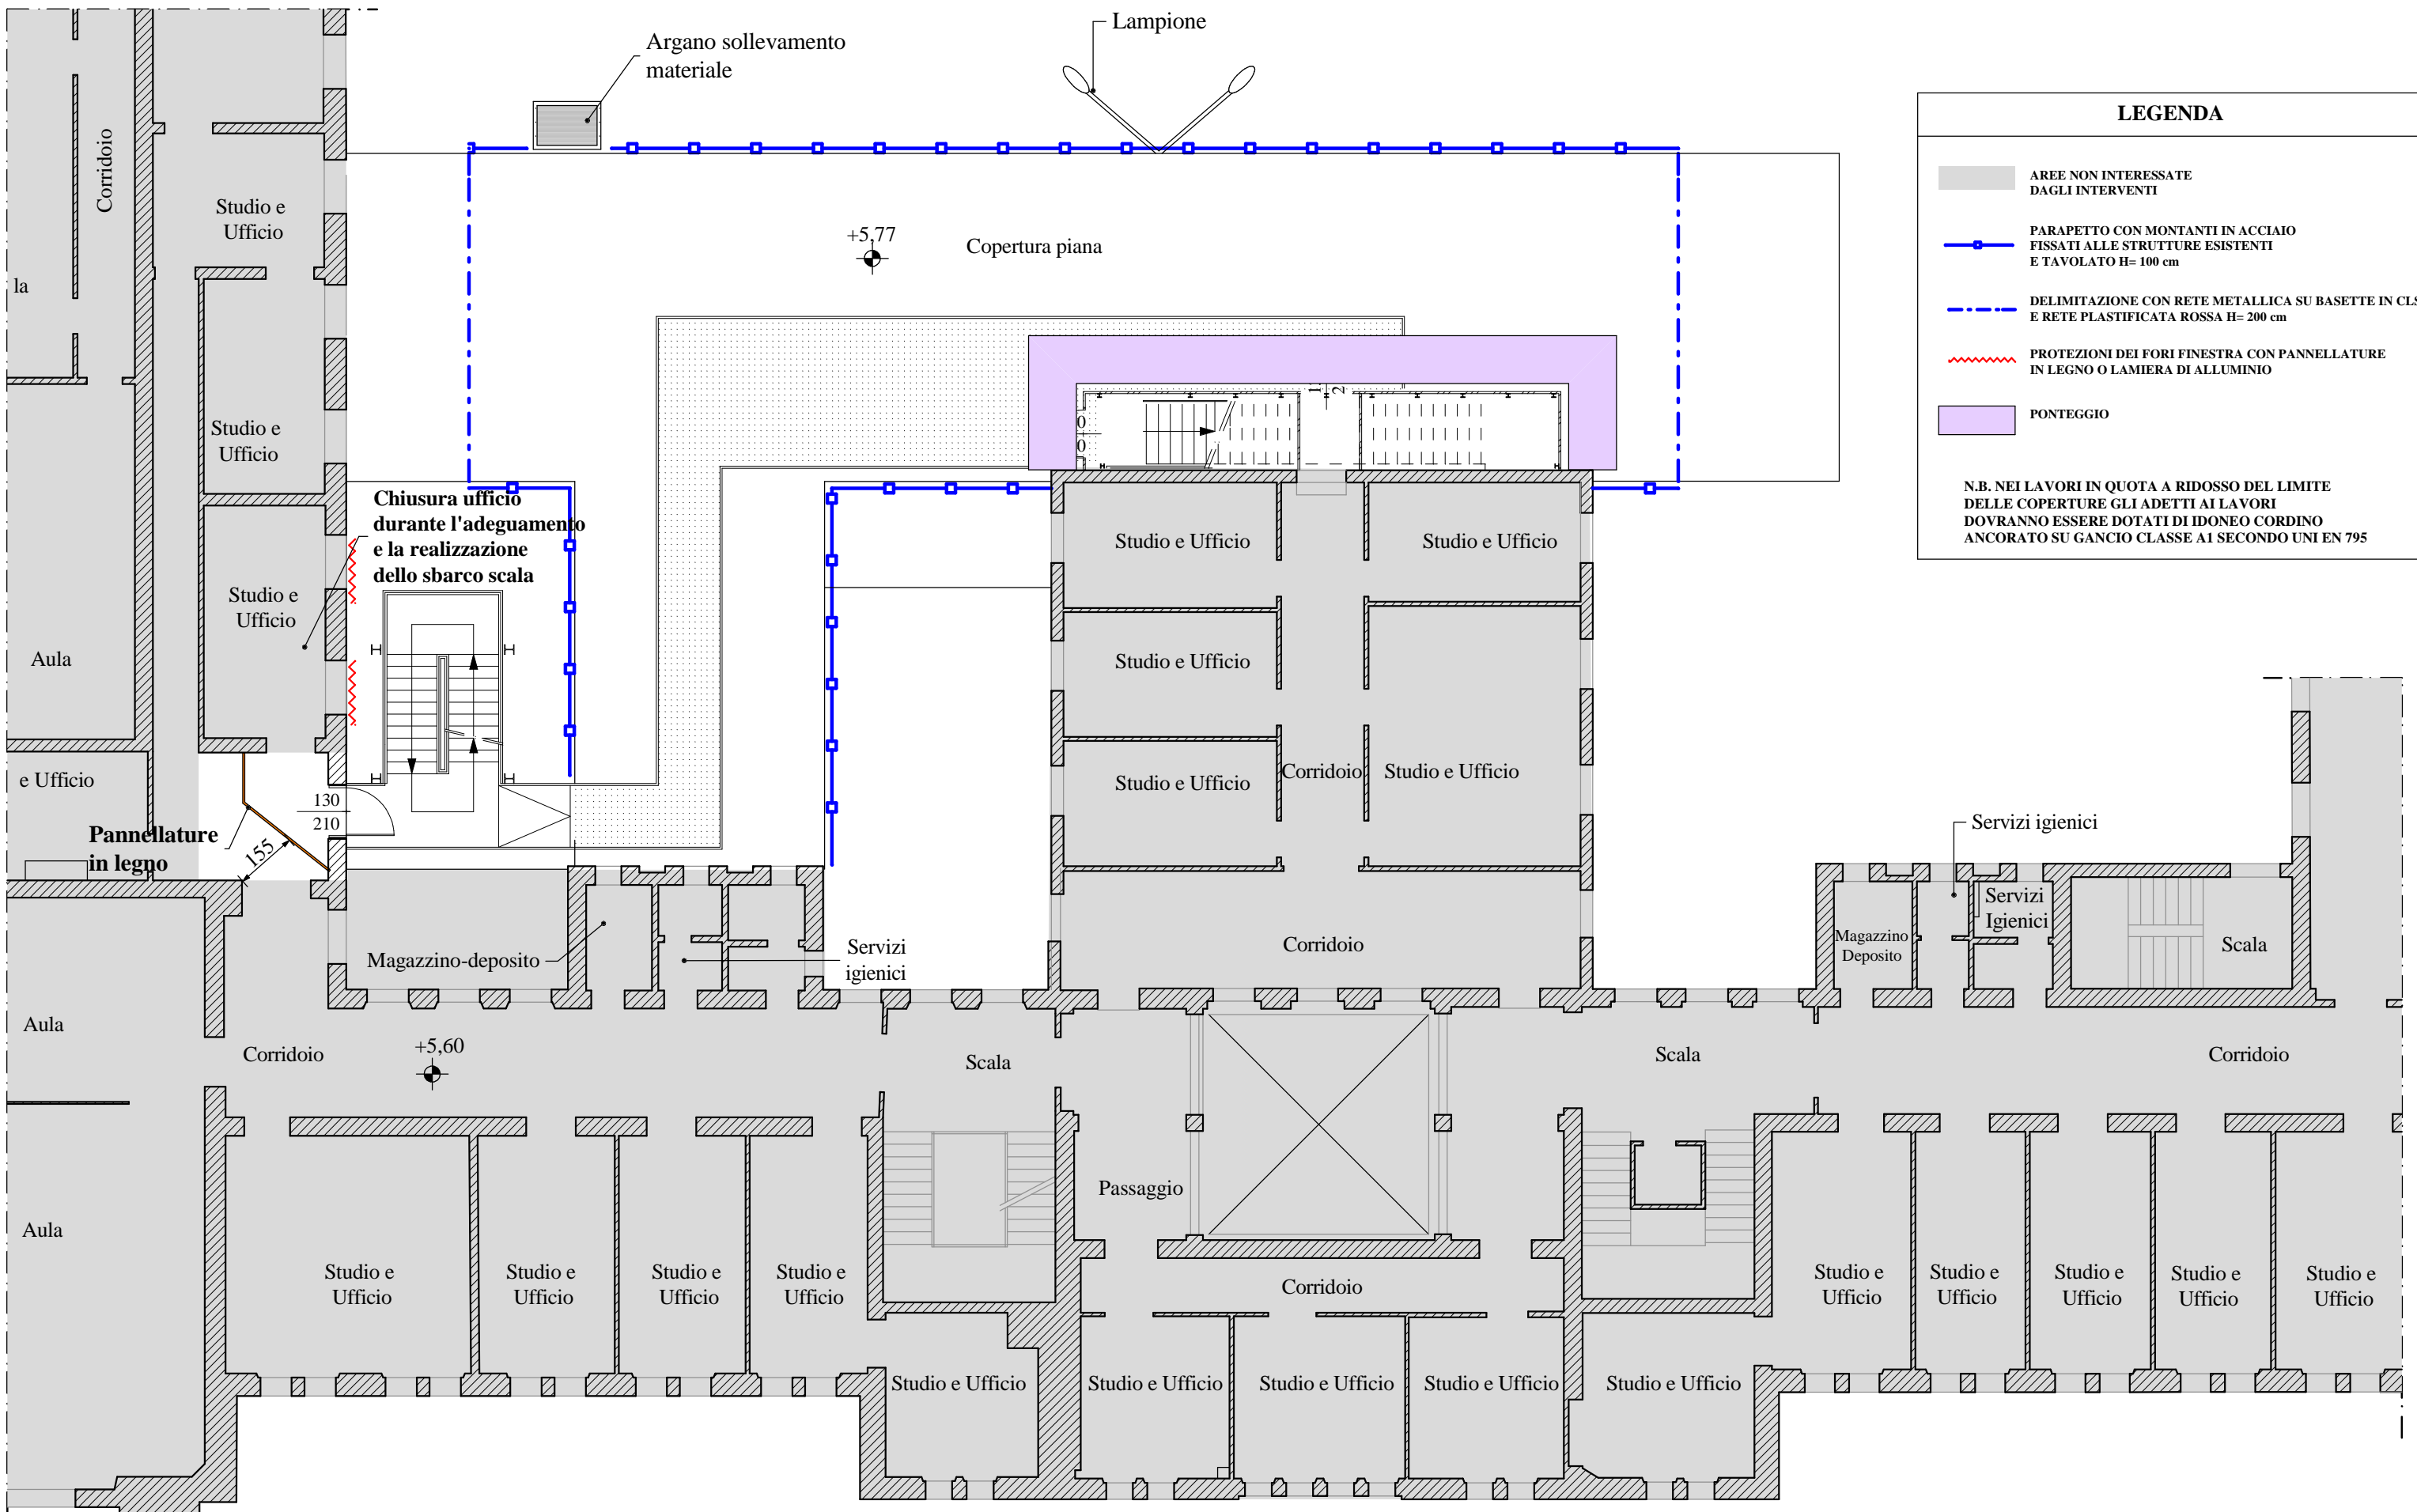 Lampione
Argano sollevamento
materiale
LEGENDA
AREE NON INTERESSATE
DAGLI INTERVENTI
PARAPETTO CON MONTANTI IN ACCIAIO
FISSATI ALLE STRUTTURE ESISTENTI
E TAVOLATO H= 100 cm
DELIMITAZIONE CON RETE METALLICA SU BASETTE IN CLS
E RETE PLASTIFICATA ROSSA H= 200 cm
PROTEZIONI DEI FORI FINESTRA CON PANNELLATURE
IN LEGNO O LAMIERA DI ALLUMINIO
PONTEGGIO
N.B. NEI LAVORI IN QUOTA A RIDOSSO DEL LIMITE
DELLE COPERTURE GLI ADETTI AI LAVORI
DOVRANNO ESSERE DOTATI DI IDONEO CORDINO
ANCORATO SU GANCIO CLASSE A1 SECONDO UNI EN 795
Corridoio
Studio e
Ufficio
+5,77
Copertura piana
la
1
2
0
0
Studio e
Ufficio
Chiusura ufficio
durante l'adeguamento
e la realizzazione
dello sbarco scala
Studio e Ufficio
Studio e Ufficio
Studio e
Ufficio
Aula
Studio e Ufficio
e Ufficio
Studio e Ufficio
Corridoio
Studio e Ufficio
130
210
Pannellature
in legno
155
Servizi igienici
Servizi
Igienici
Magazzino
Deposito
Scala
Magazzino-deposito
Servizi
igienici
Corridoio
Aula
Corridoio
+5,60
Scala
Scala
Corridoio
Passaggio
Aula
Studio e
Ufficio
Studio e
Ufficio
Studio e
Ufficio
Studio e
Ufficio
Corridoio
Studio e
Ufficio
Studio e
Ufficio
Studio e
Ufficio
Studio e
Ufficio
Studio e
Ufficio
Studio e Ufficio
Studio e Ufficio
Studio e Ufficio
Studio e Ufficio
Studio e Ufficio